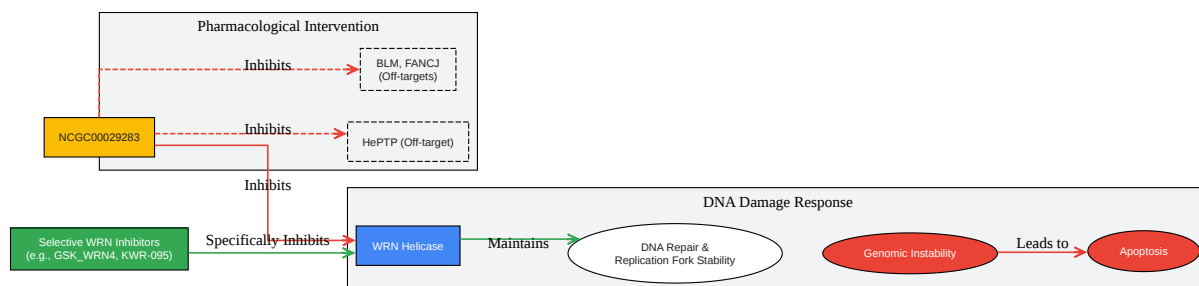 Pharmacological Intervention
Inhibits
BLM, FANCJ
(Off-targets)
NCGC00029283
Inhibits
HePTP (Off-target)
Inhibits
DNA Damage Response
Selective WRN Inhibitors
(e.g., GSK_WRN4, KWR-095)
Specifically Inhibits
WRN Helicase
Maintains
DNA Repair &
Replication Fork Stability
Genomic Instability
Leads to
Apoptosis